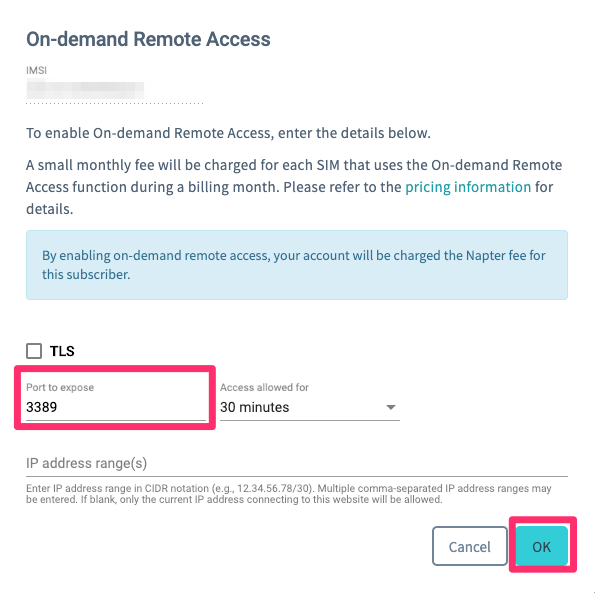 On-demand Remote Access
IMSI
To enable On-demand Remote Access, enter the details below.
A small monthly fee will be charged for each SIM that uses the On-demand Remote
Access function during a billing month. Please refer to the pricing information for
details.
By enabling on-demand remote access, your account will be charged the Napter fee for
this subscriber.
TLS
Port to expose
3389
Access allowed for
30 minutes
IP address range(s)
Enter IP address range in CIDR notation (e.g., 12.34.56.78/30). Multiple comma-separated IP address ranges may
be entered. If blank, only the current IP address connecting to this website will be allowed.
Cancel
OK